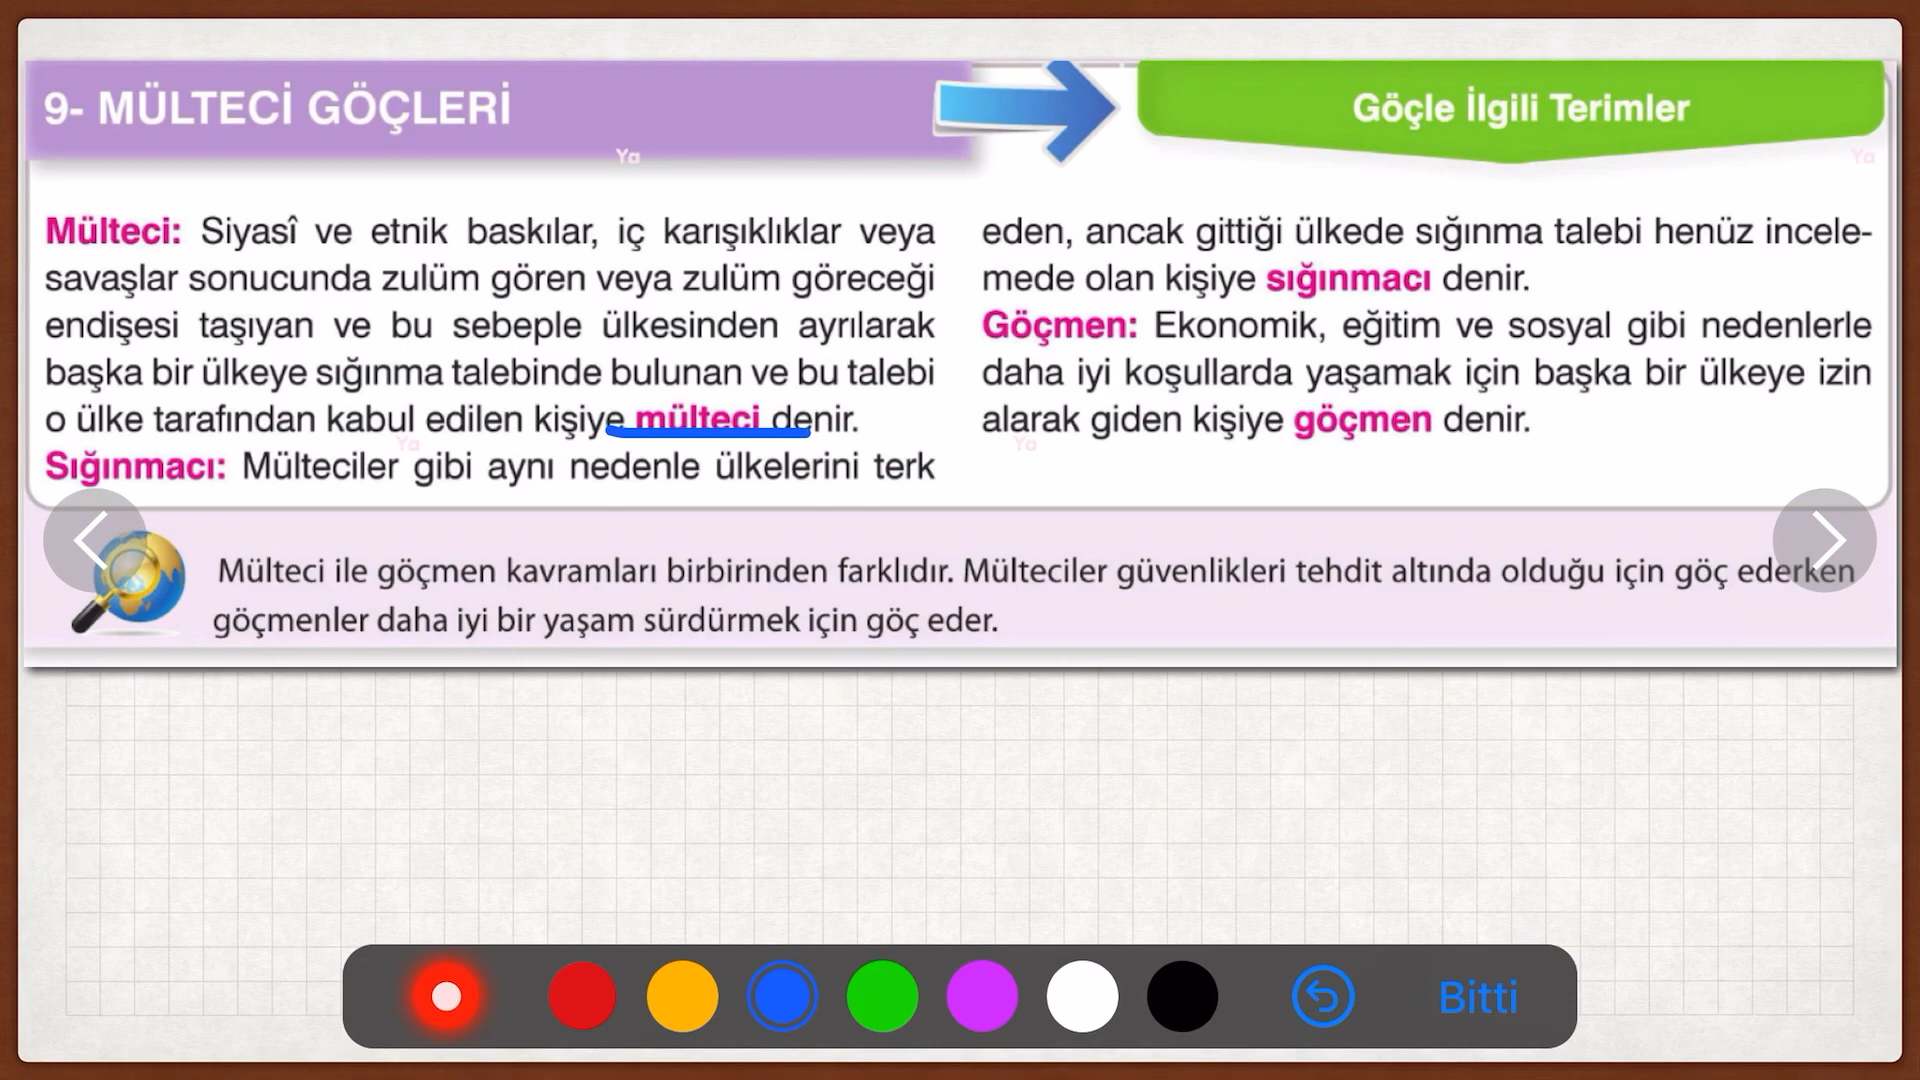 9- MÜLTECİ GÖÇLERİ
Göçle İlgili Terimler
Ya
Ya
Mülteci: Siyasî ve etnik baskılar, iç karışıklıklar veya
savaşlar sonucunda zulüm gören veya zulüm göreceği
endişesi taşıyan ve bu sebeple ülkesinden ayrılarak
başka bir ülkeye sığınma talebinde bulunan ve bu talebi
o ülke tarafından kabul edilen kişiye mülteci denir.
Ya
Sığınmacı: Mülteciler gibi aynı nedenle ülkelerini terk
eden, ancak gittiği ülkede sığınma talebi henüz incele-
mede olan kişiye sığınmacı denir.
Göçmen: Ekonomik, eğitim ve sosyal gibi nedenlerle
daha iyi koşullarda yaşamak için başka bir ülkeye izin
alarak giden kişiye göçmen denir.
Ya
Mülteci ile göçmen kavramları birbirinden farklıdır. Mülteciler güvenlikleri tehdit altında olduğu için göç ederken
göçmenler daha iyi bir yaşam sürdürmek için göç eder.
Bitti